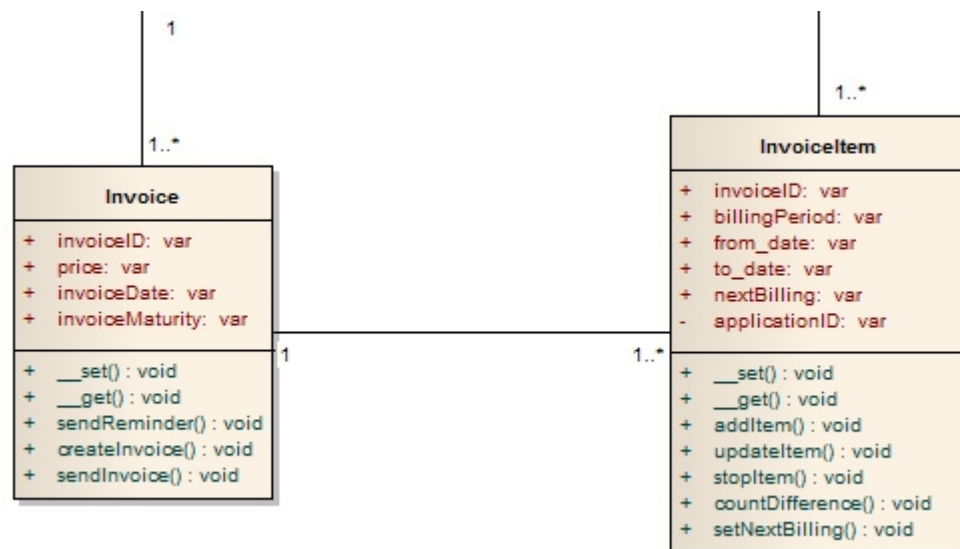 1
1..*
Invoice
+ invoiceID: var
+ price: var
+ invoiceDate: var
+ invoiceMaturity: var
+ __set() : void
+ __get() : void
+ sendReminder() : void
+ createInvoice() : void
+ sendInvoice() : void
1
1..*
1..*
InvoiceItem
+ invoiceID: var
+ billingPeriod: var
+ from_date: var
+ to_date: var
+ nextBilling: var
- applicationID: var
+ __set() : void
+ __get() : void
+ addItem() : void
+ updateItem() : void
+ stopItem() : void
+ countDifference() : void
+ setNextBilling() : void